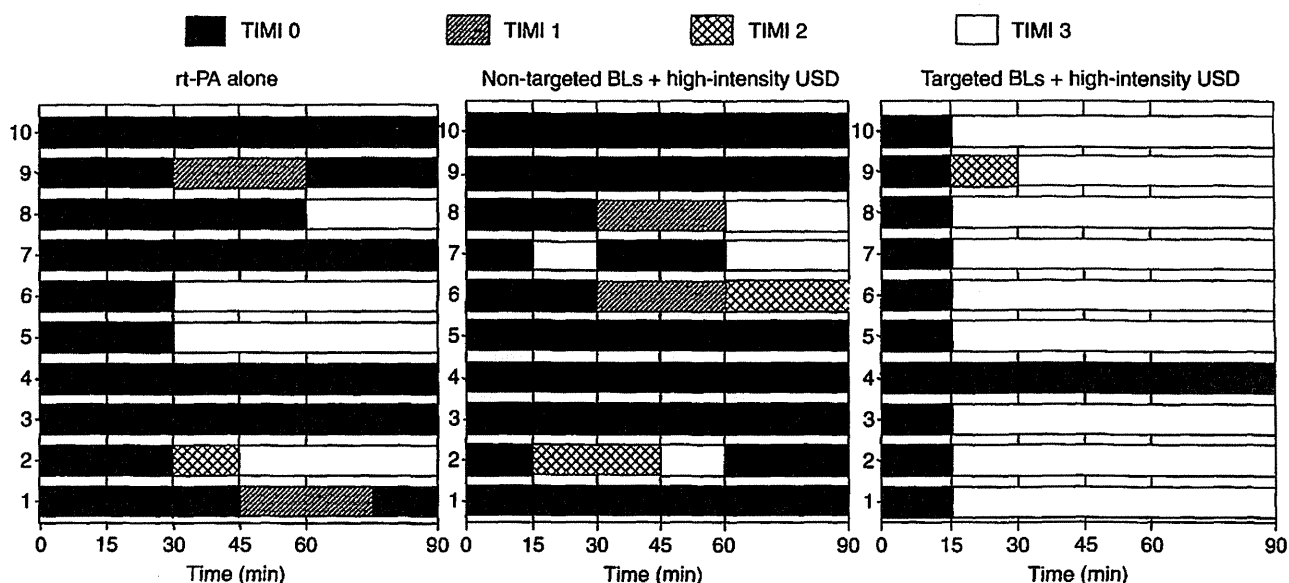 TIMI 0 TIMI 1 TIMI 2 TIMI 3
rt-PA alone Non-targeted BLs + high-intensity USD Targeted BLs + high-intensity USD
10 10 10
9 9 9
8 8 8
7 7 7
6 6 6
5 5 5
4 4 4
3 3 3
2 2 2
1 1 1
0 15 30 45 60 90 0 15 30 45 60 90 0 15 30 45 60 90
Time (min) Time (min) Time (min)